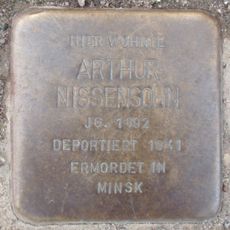 HIER WOHNTE
ARTHUR
NISSENSOHN
JG. 1892
DEPORTIERT 1941
ERMORDET IN
MINSK